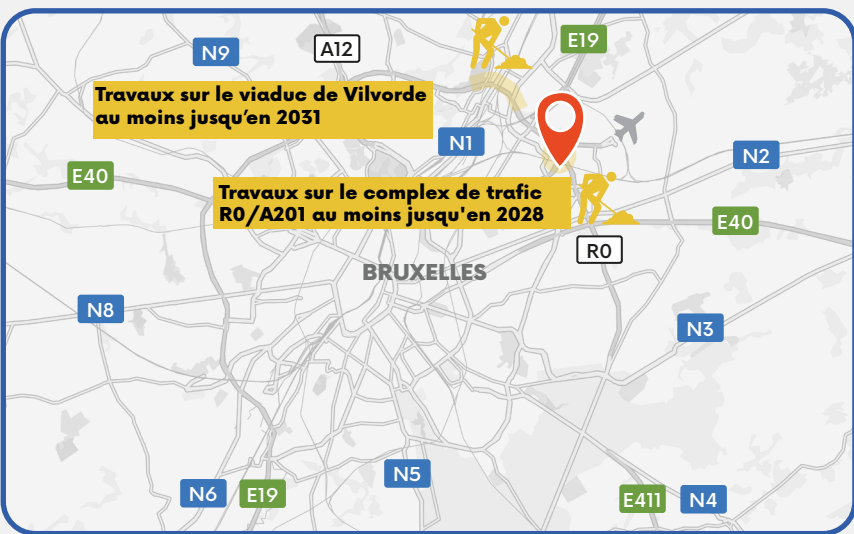 N9
A12
E19
Travaux sur le viaduc de Vilvorde
au moins jusqu'en 2031
N1
N2
E40
Travaux sur le complex de trafic
R0/A201 au moins jusqu'en 2028
E40
R0
BRUXELLES
N8
N3
N5
N6
E19
E411
N4